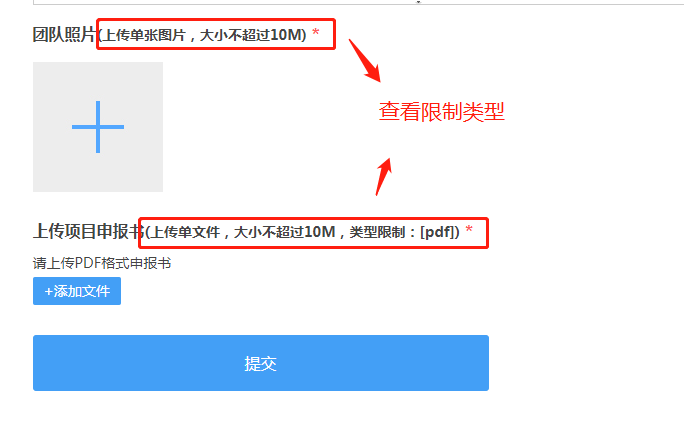 团队照片(上传单张图片，大小不超过10M) *
查看限制类型
上传项目申报书(上传单文件，大小不超过10M，类型限制：[pdf]) *
请上传PDF格式申报书
+添加文件
提交